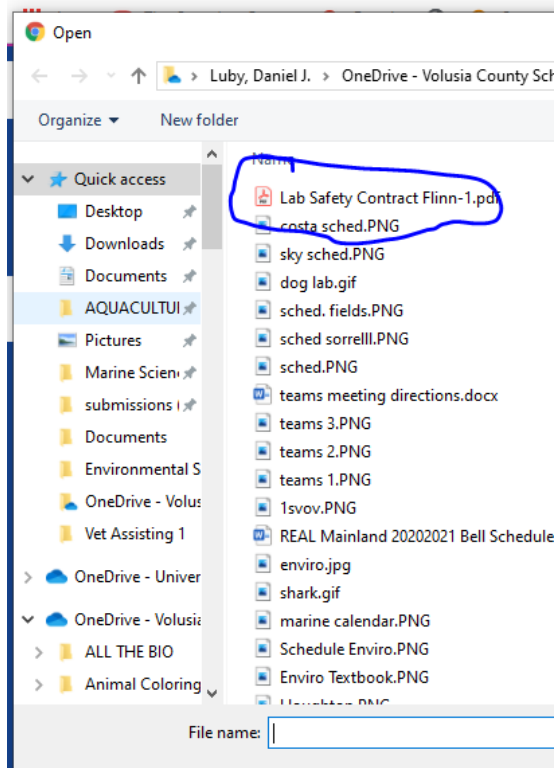 Open
Luby, Daniel J. > OneDrive - Volusia County Sch
Organize
New folder
Name
Quick access
Desktop
Downloads
Documents
AQUACULTUI
Pictures
Marine Scien
submissions (
Documents
Environmental S
OneDrive - Volus
Vet Assisting 1
OneDrive - Univer
OneDrive - Volusia
ALL THE BIO
Animal Coloring
Lab Safety Contract Flinn-1.pdf
costa sched.PNG
sky sched.PNG
dog lab.gif
sched. fields.PNG
sched sorrelll.PNG
sched.PNG
teams meeting directions.docx
teams 3.PNG
teams 2.PNG
teams 1.PNG
1svov.PNG
REAL Mainland 20202021 Bell Schedule
enviro.jpg
shark.gif
marine calendar.PNG
Schedule Enviro.PNG
Enviro Textbook.PNG
File name: